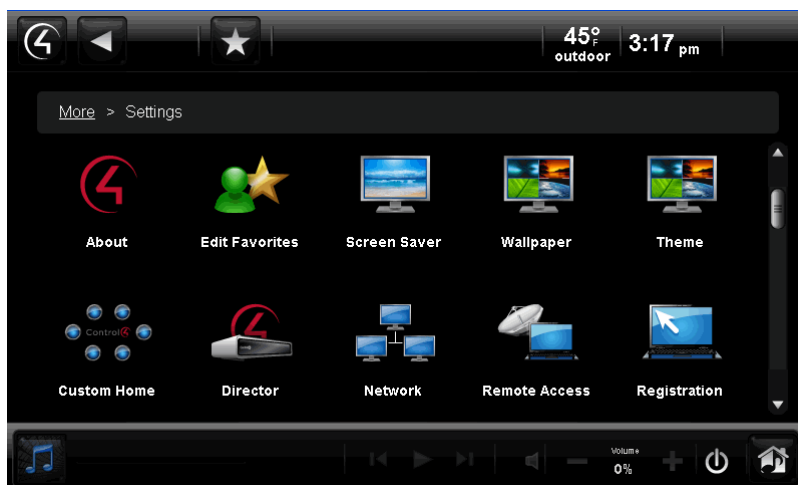 45°F
outdoor
3:17 pm
More > Settings
About
Edit Favorites
Screen Saver
Wallpaper
Theme
Control4
Custom Home
Director
Network
Remote Access
Registration
Volume
0%